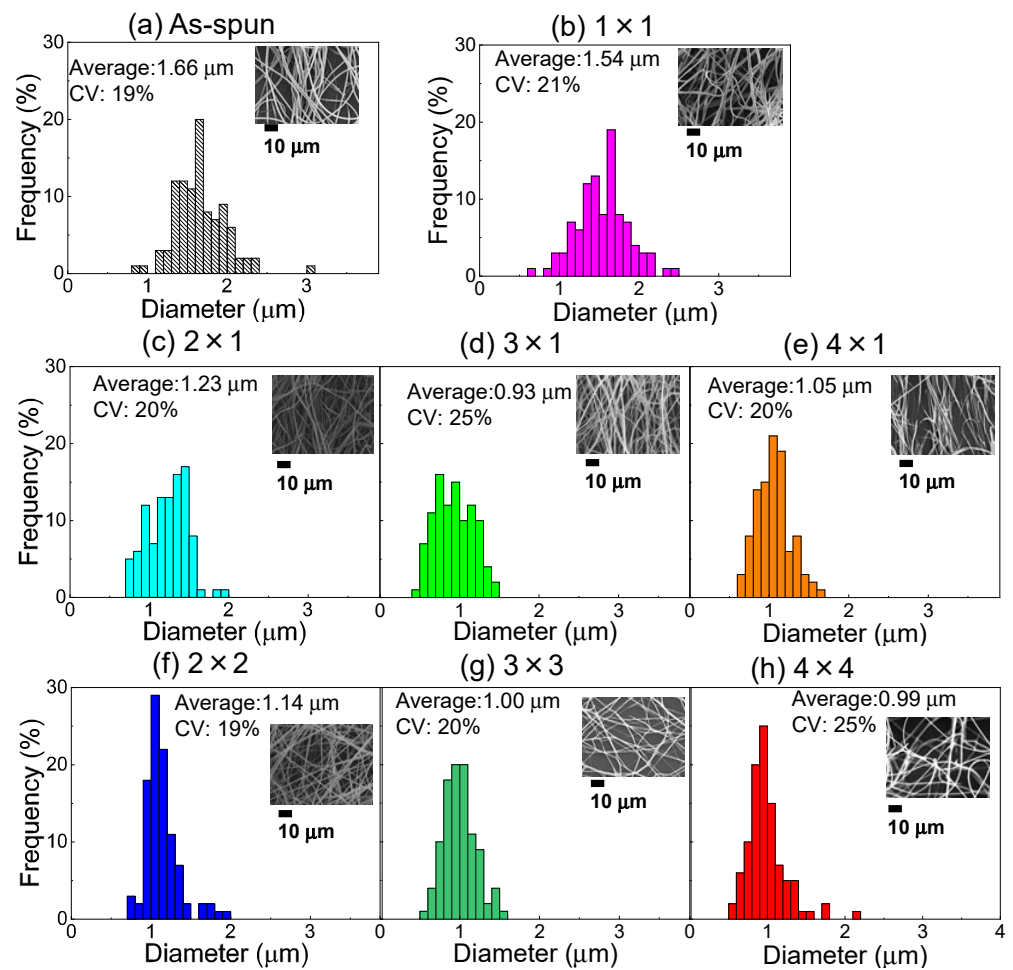 (a) As-spun
30
20
10
0
Frequency (%)
Average:1.66 μm
CV: 19%
10 μm
0 1 2 3
Diameter (μm)
(b) 1×1
30
20
10
0
Frequency (%)
Average:1.54 μm
CV: 21%
10 μm
0 1 2 3
Diameter (μm)
(c) 2×1
30
20
10
0
Frequency (%)
Average:1.23 μm
CV: 20%
10 μm
0 1 2 3
Diameter (μm)
(d) 3×1
Average:0.93 μm
CV: 25%
10 μm
0 1 2 3
Diameter (μm)
(e) 4×1
Average:1.05 μm
CV: 20%
10 μm
0 1 2 3
Diameter (μm)
(f) 2×2
30
20
10
0
Frequency (%)
Average:1.14 μm
CV: 19%
10 μm
0 1 2 3
Diameter (μm)
(g) 3×3
Average:1.00 μm
CV: 20%
10 μm
0 1 2 3
Diameter (μm)
(h) 4×4
Average:0.99 μm
CV: 25%
10 μm
0 1 2 3 4
Diameter (μm)